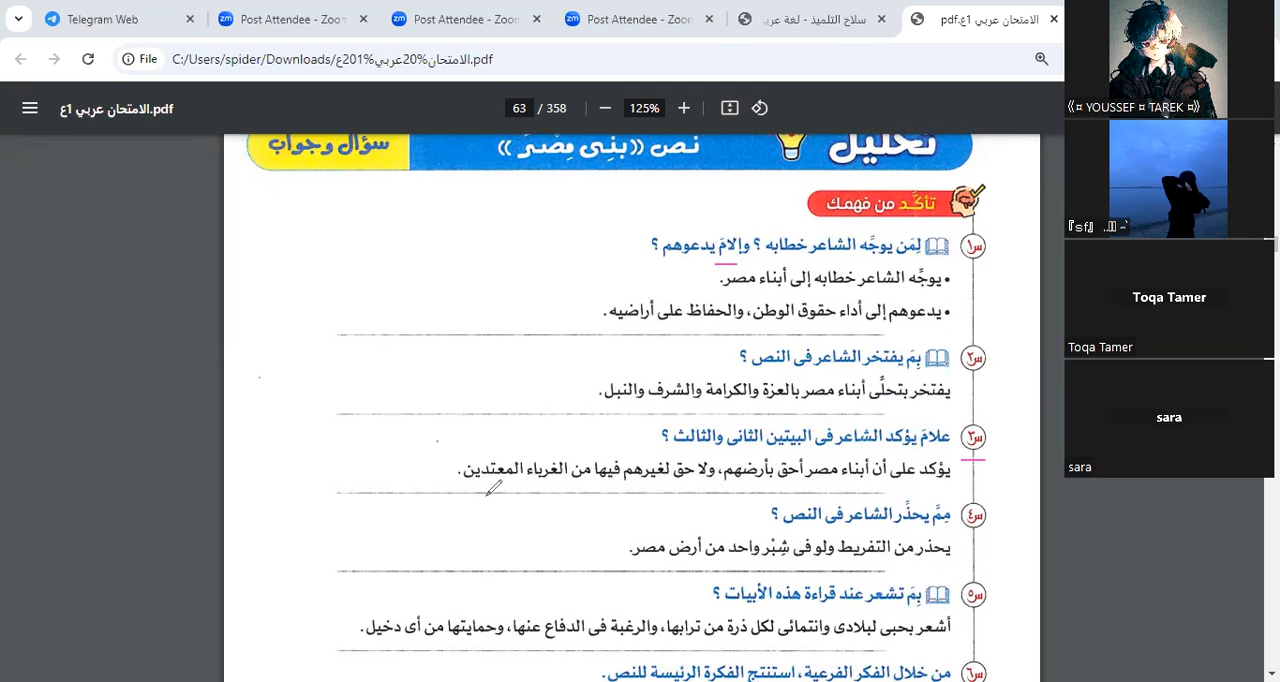 Telegram Web
Post Attendee - Zoom
Post Attendee - Zoom
Post Attendee - Zoom
سلاح التلميذ - لغة عربي
الامتحان عربي 1ع.pdf
File
C:/Users/spider/Downloads/الامتحان%20عربي%201ع.pdf
الامتحان عربي 1ع.pdf
63 / 358
125%
تحليل
نص «بنى مصر»
سؤال وجواب
تأكَّد من فهمك
س١ لِمَن يوجِّه الشاعر خطابه ؟ وإلامَ يدعوهم ؟
• يوجِّه الشاعر خطابه إلى أبناء مصر.
• يدعوهم إلى أداء حقوق الوطن، والحفاظ على أراضيه.
س٢ بِمَ يفتخر الشاعر فى النص ؟
يفتخر بتحلِّى أبناء مصر بالعزة والكرامة والشرف والنبل.
س٣ علامَ يؤكد الشاعر فى البيتين الثانى والثالث ؟
يؤكد على أن أبناء مصر أحق بأرضهم، ولا حق لغيرهم فيها من الغرباء المعتدين.
س٤ مِمَّ يحذِّر الشاعر فى النص ؟
يحذر من التفريط ولو فى شِبْر واحد من أرض مصر.
س٥ بِمَ تشعر عند قراءة هذه الأبيات ؟
أشعر بحبى لبلادى وانتمائى لكل ذرة من ترابها، والرغبة فى الدفاع عنها، وحمايتها من أى دخيل.
س٦ من خلال الفكر الفرعية، استنتج الفكرة الرئيسة للنص.
《¤ YOUSSEF ¤ TAREK ¤》
Toqa Tamer
Toqa Tamer
sara
sara